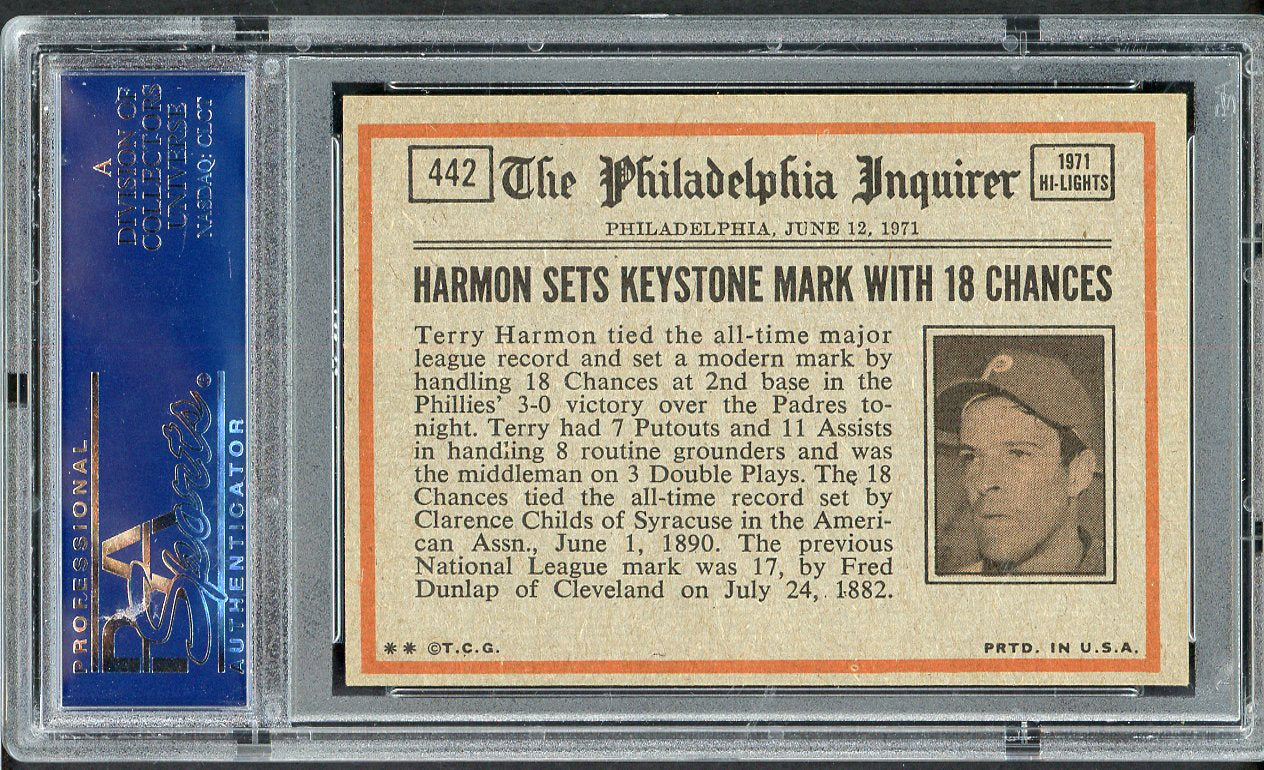 A
DIVISION OF
COLLECTORS
UNIVERSE
NASDAQ: CLCT
PROFESSIONAL
PSA
Sports®
AUTHENTICATOR
442
The Philadelphia Inquirer
1971
HI-LIGHTS
PHILADELPHIA, JUNE 12, 1971
HARMON SETS KEYSTONE MARK WITH 18 CHANCES
Terry Harmon tied the all-time major
league record and set a modern mark by
handling 18 Chances at 2nd base in the
Phillies' 3-0 victory over the Padres to-
night. Terry had 7 Putouts and 11 Assists
in handling 8 routine grounders and was
the middleman on 3 Double Plays. The 18
Chances tied the all-time record set by
Clarence Childs of Syracuse in the Ameri-
can Assn., June 1, 1890. The previous
National League mark was 17, by Fred
Dunlap of Cleveland on July 24, 1882.
P
** ©T.C.G.
PRTD. IN U.S.A.